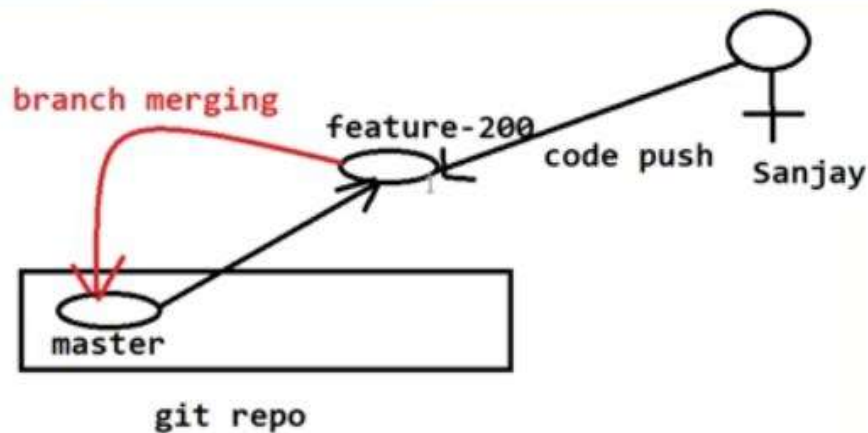 branch merging
feature-200
code push
Sanjay
master
git repo